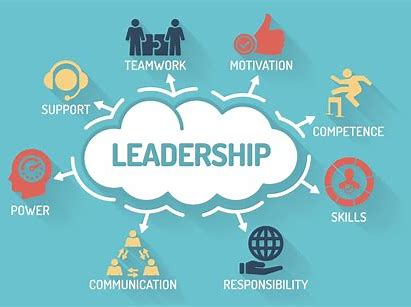 TEAMWORK
MOTIVATION
SUPPORT
COMPETENCE
LEADERSHIP
POWER
SKILLS
COMMUNICATION
RESPONSIBILITY